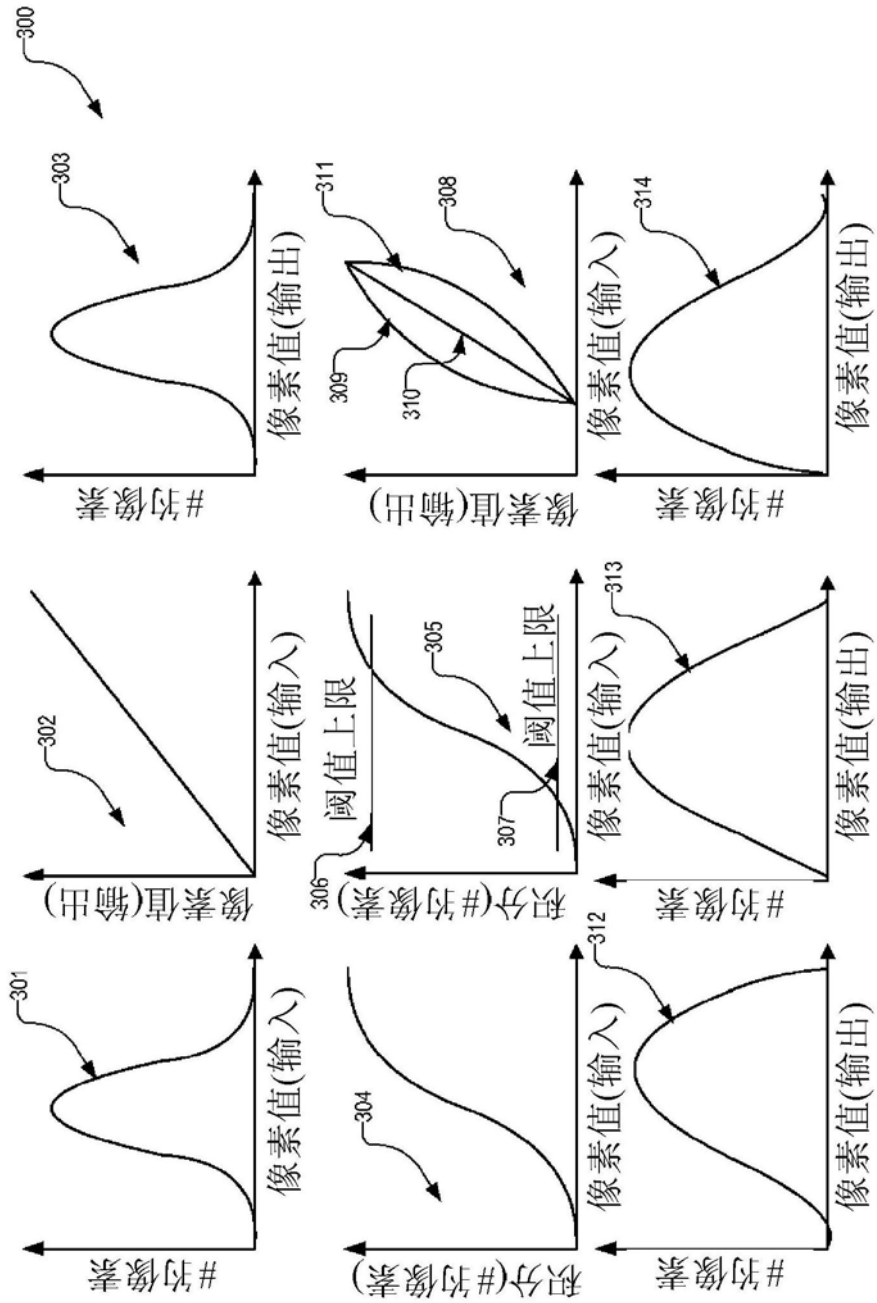 300
301
#的像素
像素值(输入)
302
像素值(输出)
像素值(输入)
303
#的像素
像素值(输出)
304
积分(#的像素)
像素值(输入)
306
阈值上限
305
307
阈值上限
积分(#的像素)
像素值(输入)
309
310
311
308
像素值(输出)
像素值(输入)
312
#的像素
像素值(输出)
313
#的像素
像素值(输出)
314
#的像素
像素值(输出)